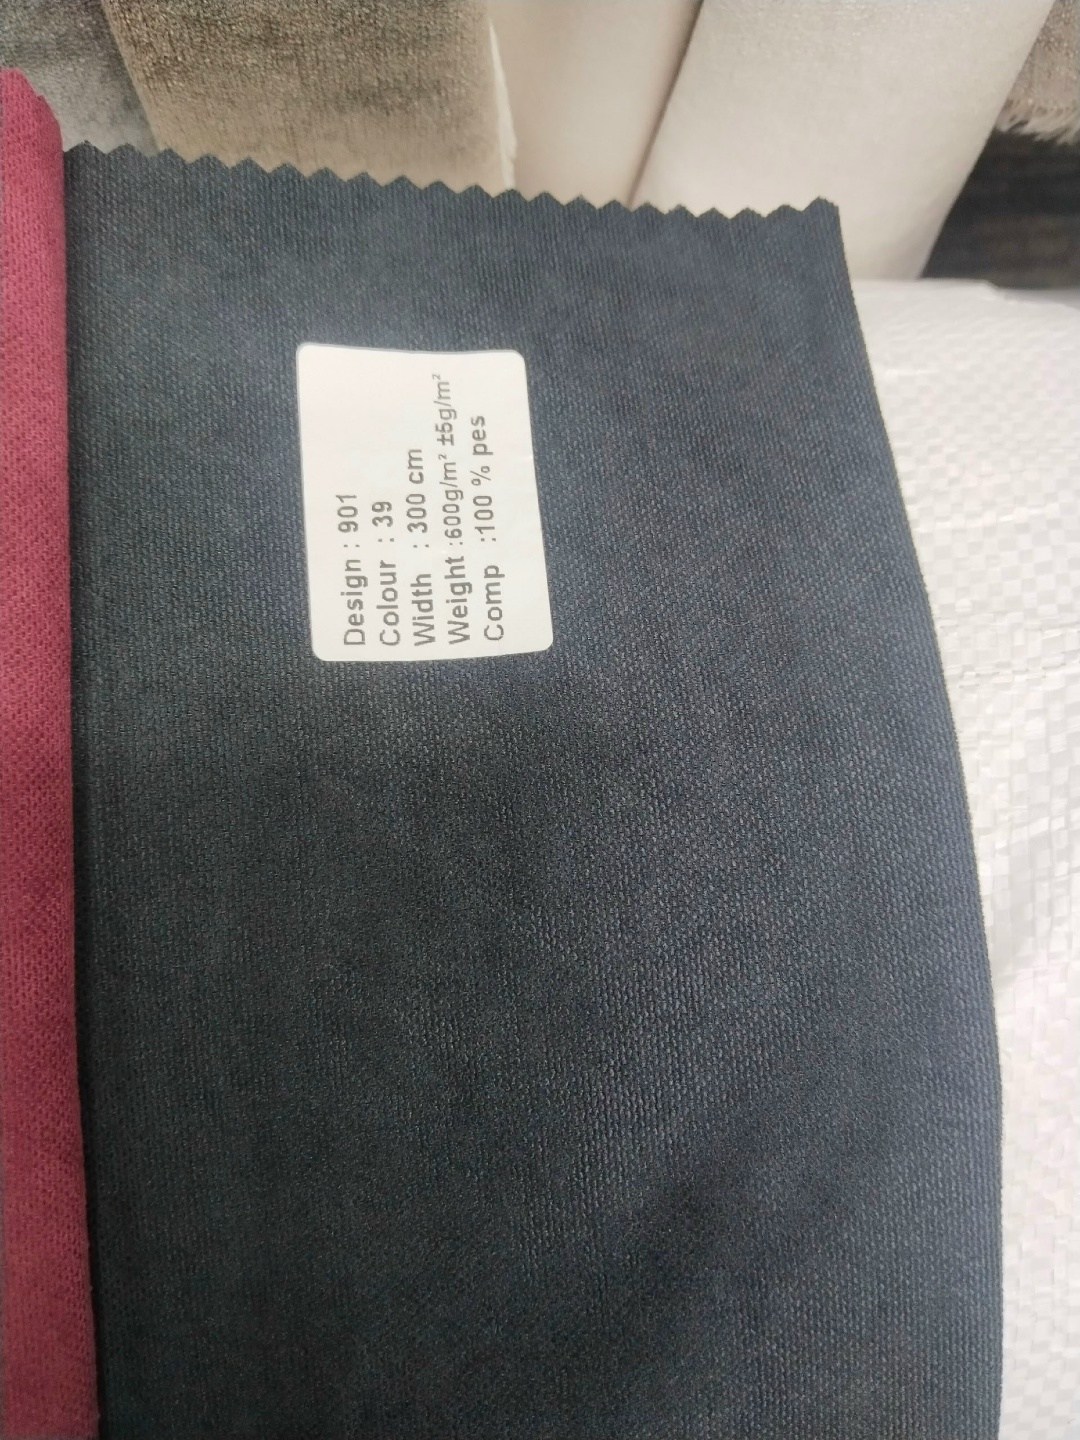 Design : 901
Colour : 39
Width : 300 cm
Weight :600g/m² ±5g/m²
Comp :100 % pes